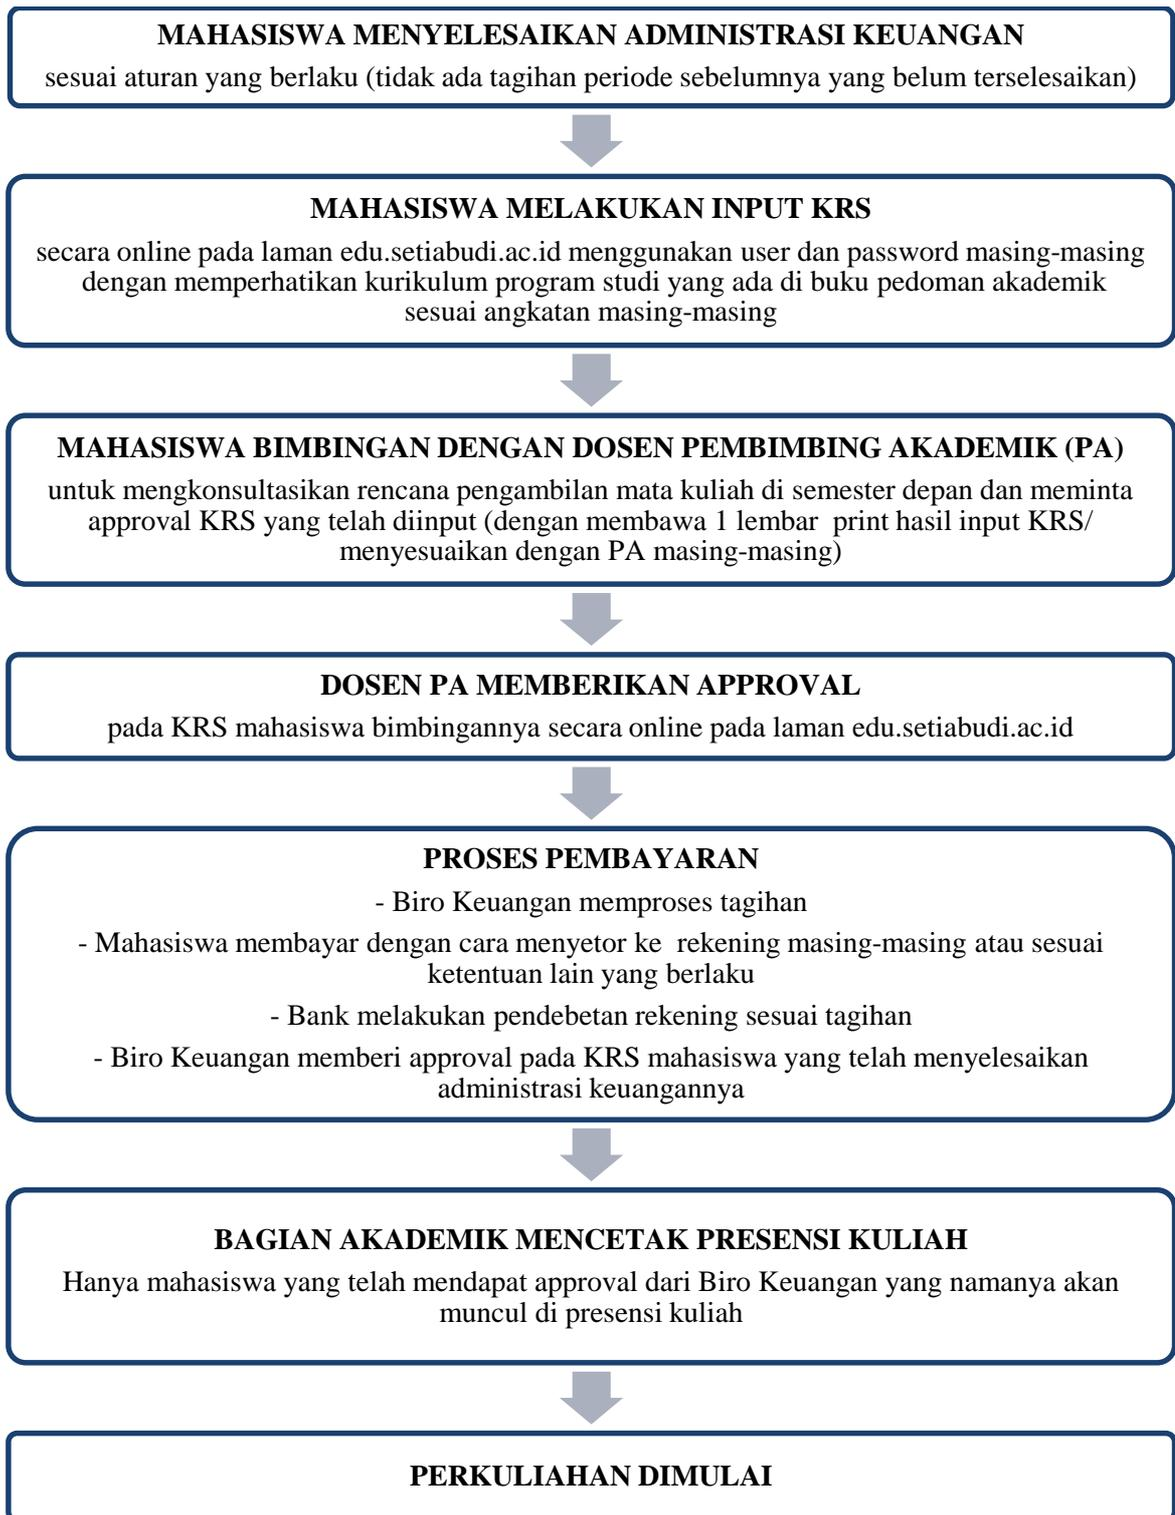 MAHASISWA MENYELESAIKAN ADMINISTRASI KEUANGAN
sesuai aturan yang berlaku (tidak ada tagihan periode sebelumnya yang belum terselesaikan)
MAHASISWA MELAKUKAN INPUT KRS
secara online pada laman edu.setiabudi.ac.id menggunakan user dan password masing-masing
dengan memperhatikan kurikulum program studi yang ada di buku pedoman akademik
sesuai angkatan masing-masing
MAHASISWA BIMBINGAN DENGAN DOSEN PEMBIMBING AKADEMIK (PA)
untuk mengkonsultasikan rencana pengambilan mata kuliah di semester depan dan meminta
approval KRS yang telah diinput (dengan membawa 1 lembar  print hasil input KRS/
menyesuaikan dengan PA masing-masing)
DOSEN PA MEMBERIKAN APPROVAL
pada KRS mahasiswa bimbingannya secara online pada laman edu.setiabudi.ac.id
PROSES PEMBAYARAN
- Biro Keuangan memproses tagihan
- Mahasiswa membayar dengan cara menyetor ke  rekening masing-masing atau sesuai
ketentuan lain yang berlaku
- Bank melakukan pendebetan rekening sesuai tagihan
- Biro Keuangan memberi approval pada KRS mahasiswa yang telah menyelesaikan
administrasi keuangannya
BAGIAN AKADEMIK MENCETAK PRESENSI KULIAH
Hanya mahasiswa yang telah mendapat approval dari Biro Keuangan yang namanya akan
muncul di presensi kuliah
PERKULIAHAN DIMULAI